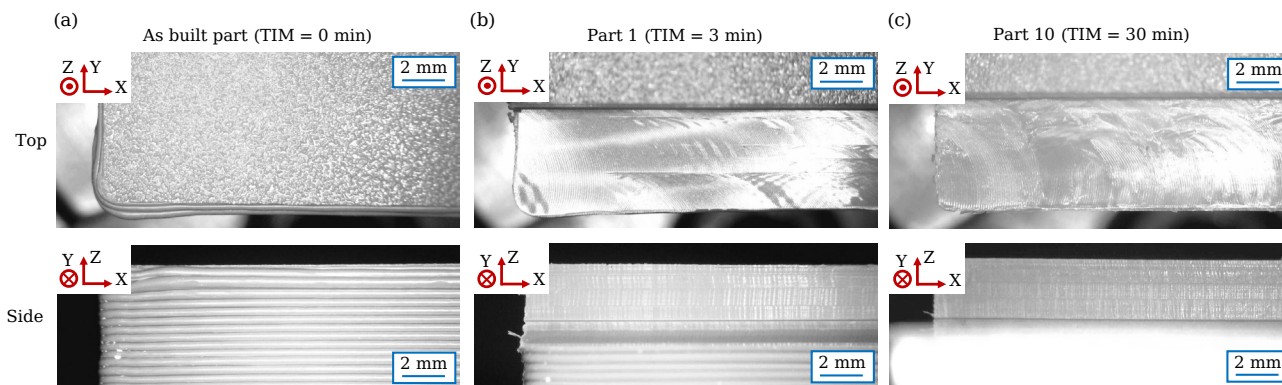 (a)
As built part (TIM = 0 min)
(b)
Part 1 (TIM = 3 min)
(c)
Part 10 (TIM = 30 min)
Top
Z
Y
X
2 mm
Z
Y
X
2 mm
Z
Y
X
2 mm
Side
Y
Z
X
2 mm
Y
Z
X
2 mm
Y
Z
X
2 mm